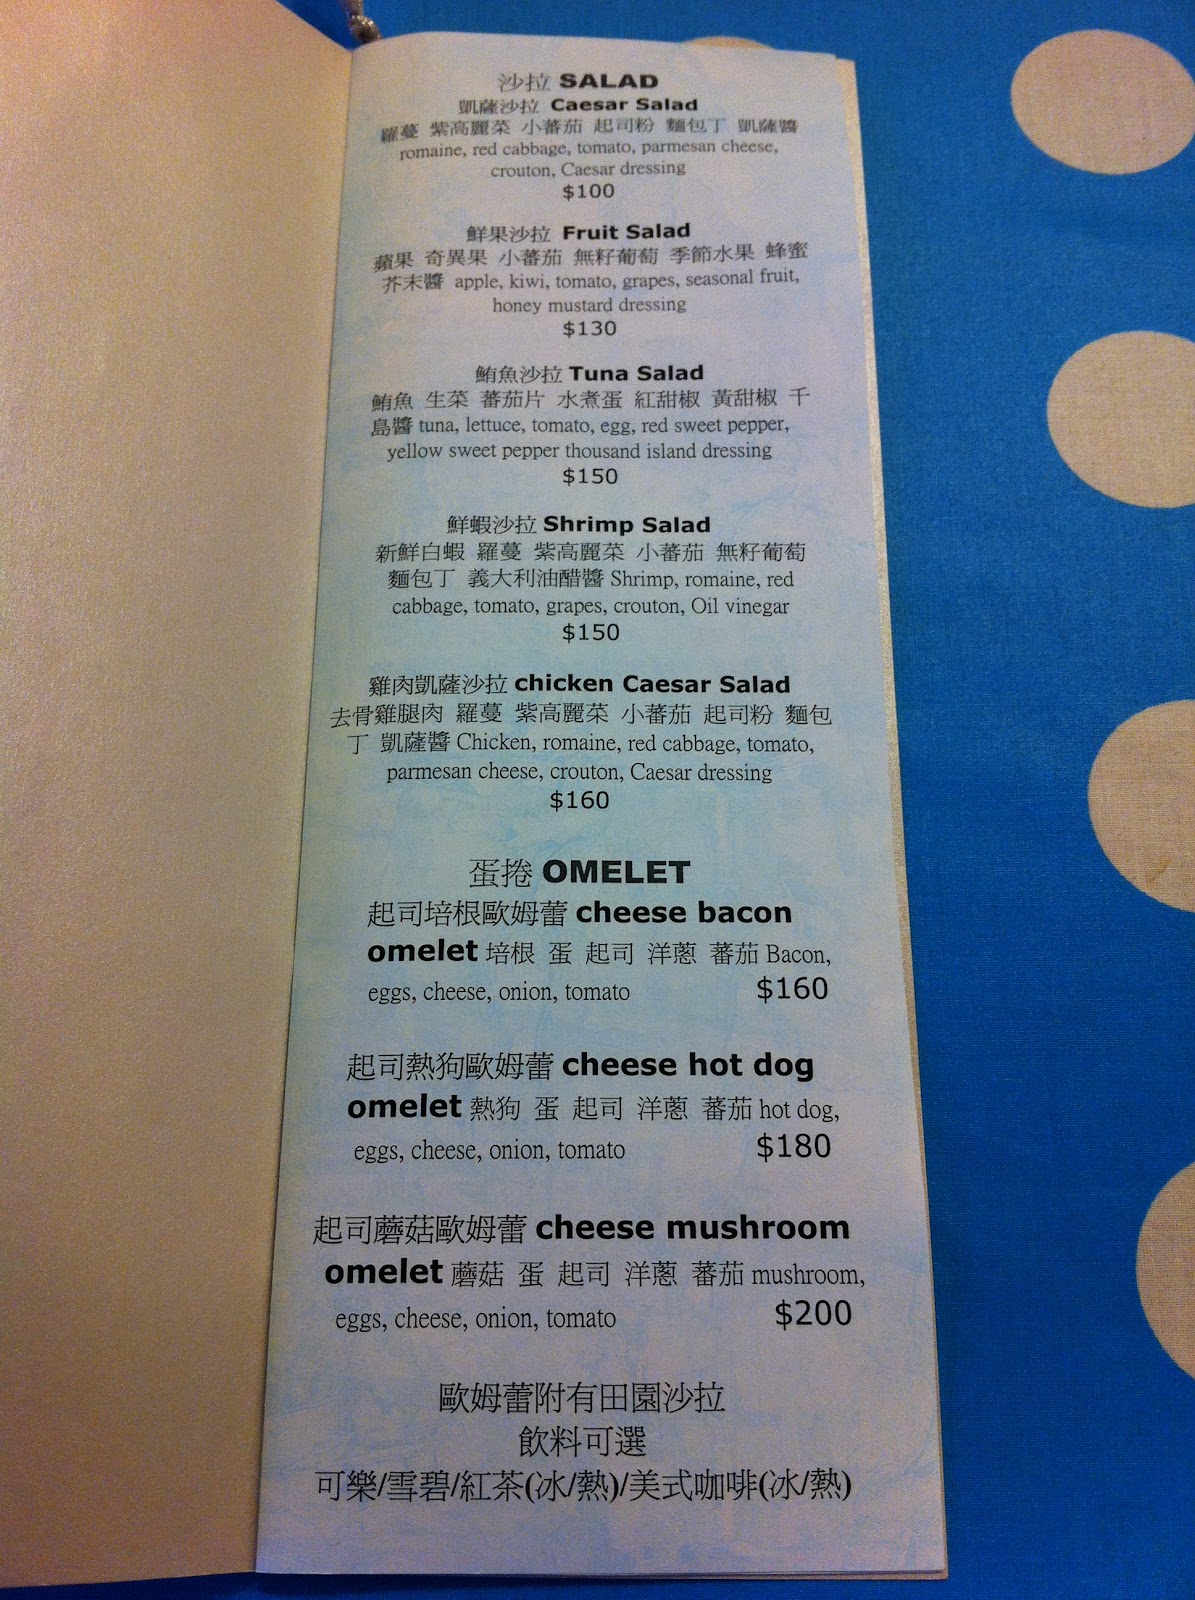 沙拉 SALAD
凱薩沙拉 Caesar Salad
羅蔓 紫高麗菜 小蕃茄 起司粉 麵包丁 凱薩醬
romaine, red cabbage, tomato, parmesan cheese,
crouton, Caesar dressing
$100
鮮果沙拉 Fruit Salad
蘋果 奇異果 小蕃茄 無籽葡萄 季節水果 蜂蜜
芥末醬 apple, kiwi, tomato, grapes, seasonal fruit,
honey mustard dressing
$130
鮪魚沙拉 Tuna Salad
鮪魚 生菜 蕃茄片 水煮蛋 紅甜椒 黃甜椒 千
島醬 tuna, lettuce, tomato, egg, red sweet pepper,
yellow sweet pepper thousand island dressing
$150
鮮蝦沙拉 Shrimp Salad
新鮮白蝦 羅蔓 紫高麗菜 小蕃茄 無籽葡萄
麵包丁 義大利油醋醬 Shrimp, romaine, red
cabbage, tomato, grapes, crouton, Oil vinegar
$150
雞肉凱薩沙拉 chicken Caesar Salad
去骨雞腿肉 羅蔓 紫高麗菜 小蕃茄 起司粉 麵包
丁 凱薩醬 Chicken, romaine, red cabbage, tomato,
parmesan cheese, crouton, Caesar dressing
$160
蛋捲 OMELET
起司培根歐姆蕾 cheese bacon
omelet 培根 蛋 起司 洋蔥 蕃茄 Bacon,
eggs, cheese, onion, tomato $160
起司熱狗歐姆蕾 cheese hot dog
omelet 熱狗 蛋 起司 洋蔥 蕃茄 hot dog,
eggs, cheese, onion, tomato $180
起司蘑菇歐姆蕾 cheese mushroom
omelet 蘑菇 蛋 起司 洋蔥 蕃茄 mushroom,
eggs, cheese, onion, tomato $200
歐姆蕾附有田園沙拉
飲料可選
可樂/雪碧/紅茶(冰/熱)/美式咖啡(冰/熱)